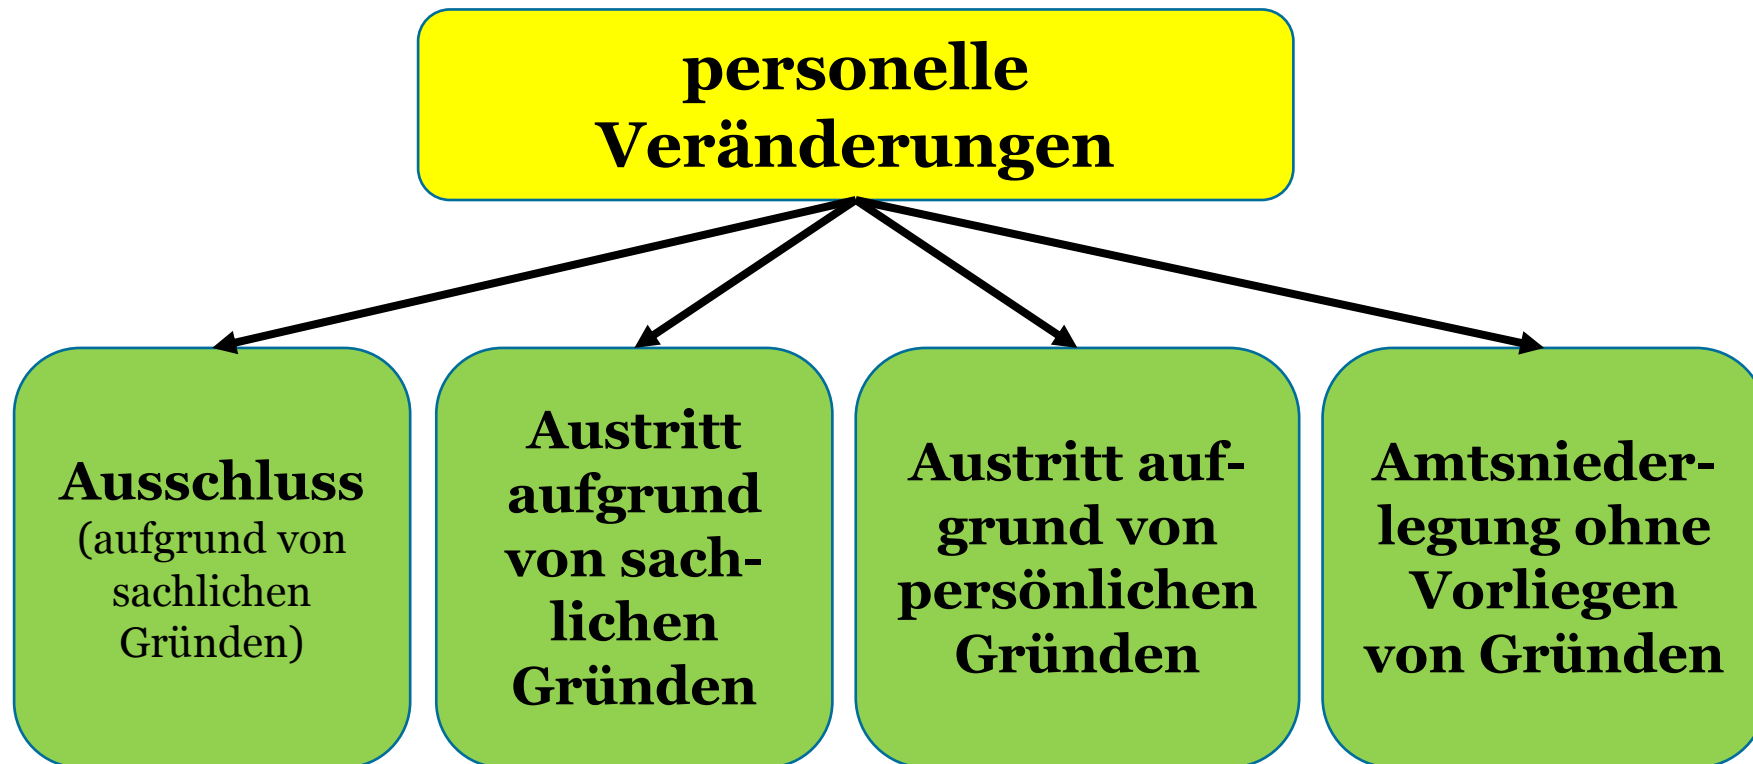 personelle
Veränderungen
Ausschluss
(aufgrund von
sachlichen
Gründen)
Austritt
aufgrund
von sach-
lichen
Gründen
Austritt auf-
grund von
persönlichen
Gründen
Amtsnieder-
legung ohne
Vorliegen
von Gründen